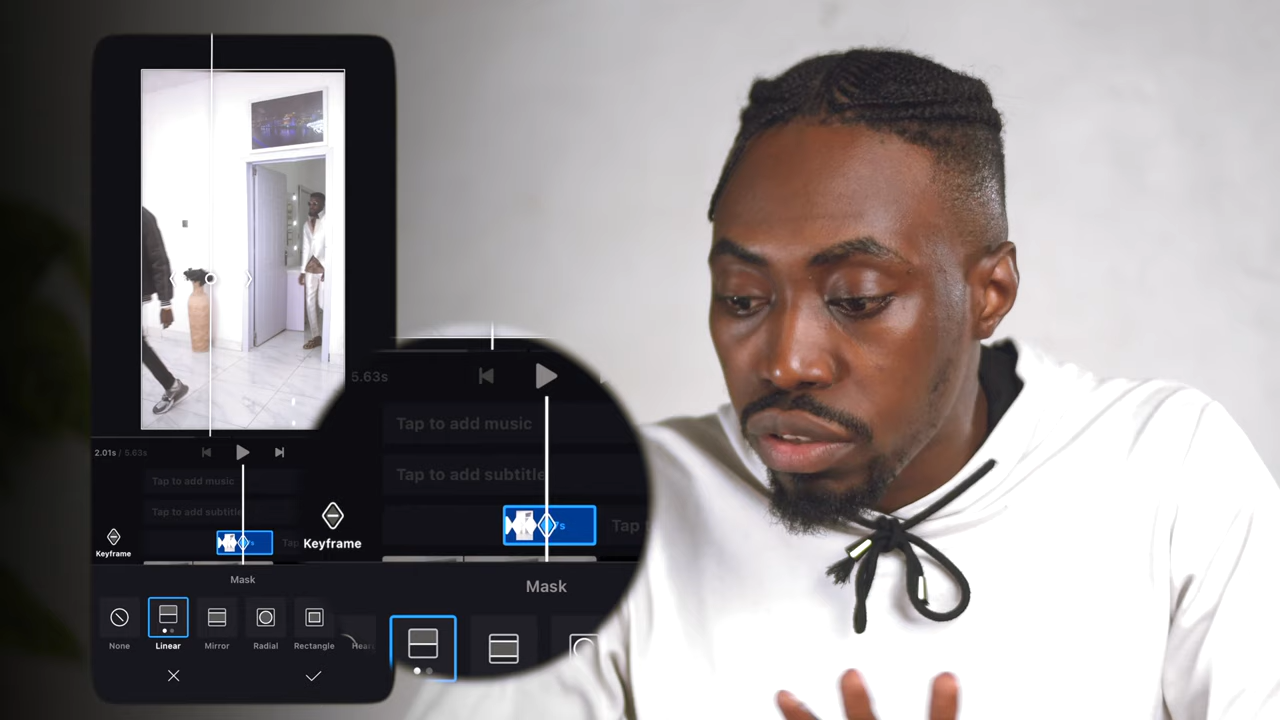 2.01s / 5.63s
Tap to add music
Tap to add subtitle
Keyframe
Mask
None
Linear
Mirror
Radial
Rectangle
5.63s
Tap to add music
Tap to add subtitle
Keyframe
Tap
Mask